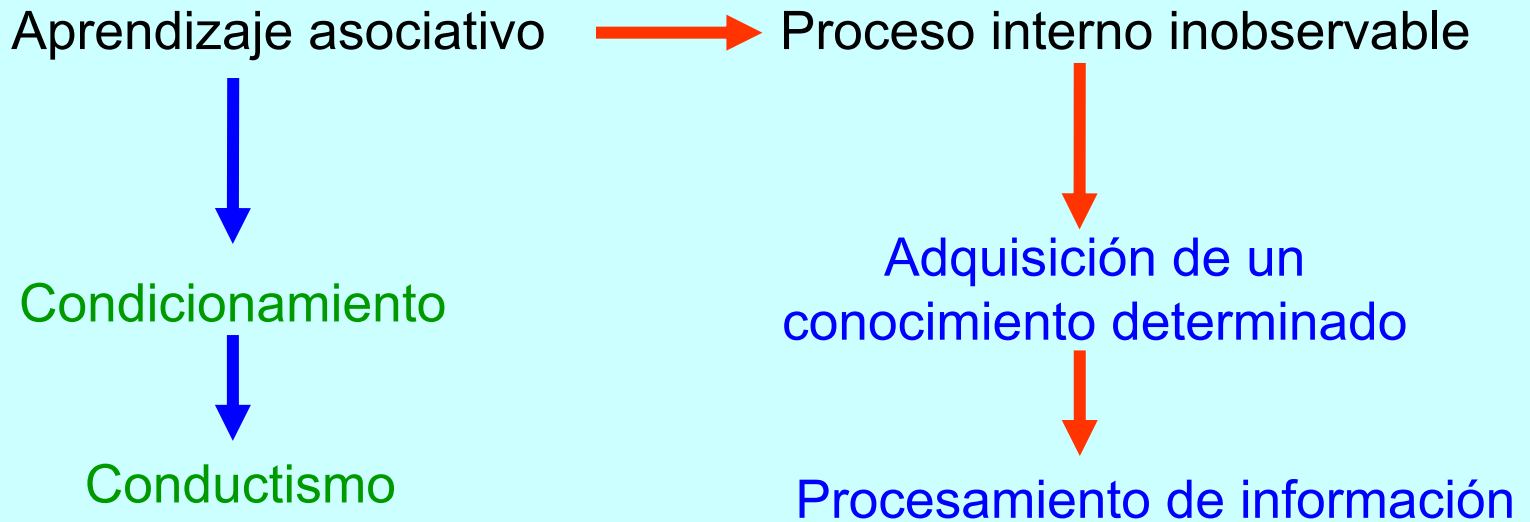 Aprendizaje asociativo
Proceso interno inobservable
Condicionamiento
Adquisición de un
conocimiento determinado
Conductismo
Procesamiento de información